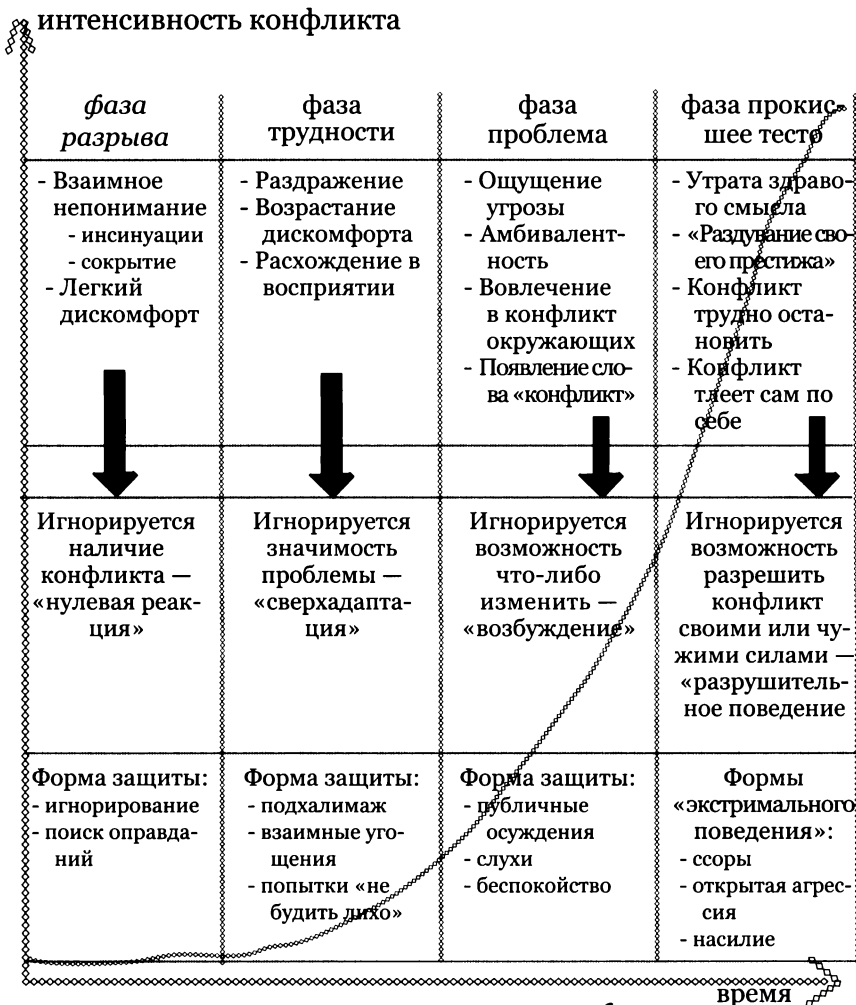 интенсивность конфликта
фаза
разрыва
- Взаимное
непонимание
- инсинуации
- сокрытие
- Легкий
дискомфорт
Игнорируется
наличие
конфликта —
«нулевая реак-
ция»
Форма защиты:
- игнорирование
- поиск оправда-
ний
фаза
трудности
- Раздражение
- Возрастание
дискомфорта
- Расхождение в
восприятии
Игнорируется
значимость
проблемы —
«сверхадапта-
ция»
Форма защиты:
- подхалимаж
- взаимные уго-
щения
- попытки «не
будить лихо»
фаза
проблема
- Ощущение
угрозы
- Амбивалент-
ность
- Вовлечение
в конфликт
окружающих
- Появление сло-
ва «конфликт»
Игнорируется
возможность
что-либо
изменить —
«возбуждение»
Форма защиты:
- публичные
осуждения
- слухи
- беспокойство
фаза прокис-
шее тесто
- Утрата здраво-
го смысла
- «Раздувание сво-
его престижа»
- Конфликт
трудно оста-
новить
- Конфликт
тлеет сам по
себе
Игнорируется
возможность
разрешить
конфликт
своими или чу-
жими силами —
«разрушитель-
ное поведение
Формы
«экстримального
поведения»:
- ссоры
- открытая агрес-
сия
- насилие
время